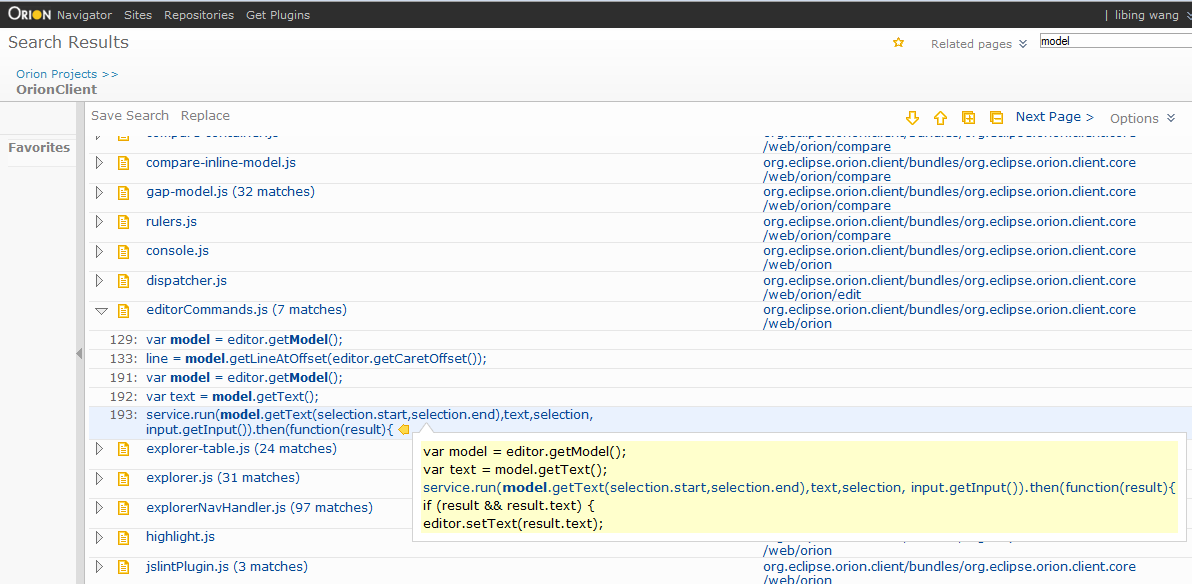 ORION Navigator Sites Repositories Get Plugins | libing wang
Search Results Related pages model
Orion Projects >>
OrionClient
Save Search Replace Next Page > Options
Favorites
compare-container.js org.eclipse.orion.client/bundles/org.eclipse.orion.client.core
/web/orion/compare
compare-inline-model.js org.eclipse.orion.client/bundles/org.eclipse.orion.client.core
/web/orion/compare
gap-model.js (32 matches) org.eclipse.orion.client/bundles/org.eclipse.orion.client.core
/web/orion/compare
rulers.js org.eclipse.orion.client/bundles/org.eclipse.orion.client.core
/web/orion/compare
console.js org.eclipse.orion.client/bundles/org.eclipse.orion.client.core
/web/orion
dispatcher.js org.eclipse.orion.client/bundles/org.eclipse.orion.client.core
/web/orion/edit
editorCommands.js (7 matches) org.eclipse.orion.client/bundles/org.eclipse.orion.client.core
/web/orion
129: var model = editor.getModel();
133: line = model.getLineAtOffset(editor.getCaretOffset());
191: var model = editor.getModel();
192: var text = model.getText();
193: service.run(model.getText(selection.start,selection.end),text,selection,
input.getInput()).then(function(result){
explorer-table.js (24 matches)
explorer.js (31 matches)
explorerNavHandler.js (97 matches)
highlight.js
/web/orion
jslintPlugin.js (3 matches) org.eclipse.orion.client/bundles/org.eclipse.orion.client.core
/web/orion
var model = editor.getModel();
var text = model.getText();
service.run(model.getText(selection.start,selection.end),text,selection, input.getInput()).then(function(result){
if (result && result.text) {
editor.setText(result.text);